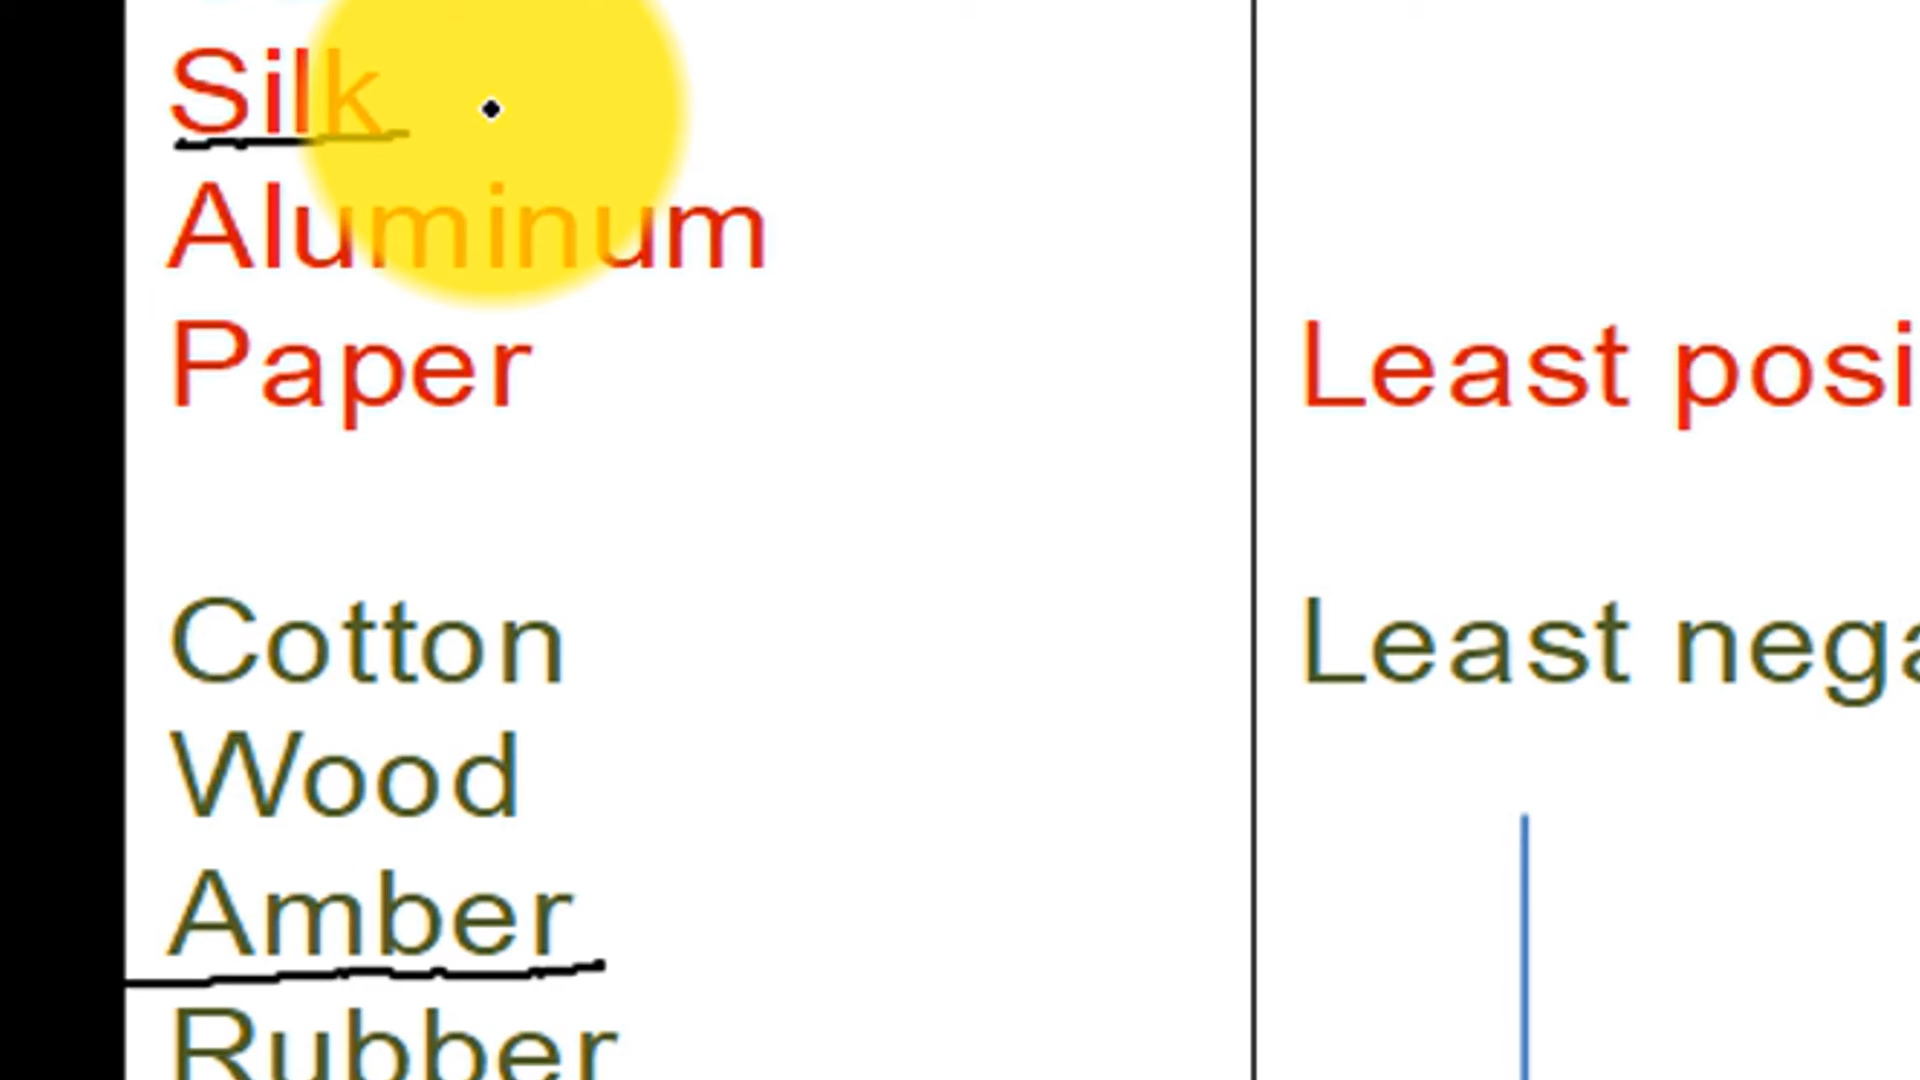 Silk
Aluminum
Paper Least posi
Cotton Least nega
Wood
Amber
Rubber